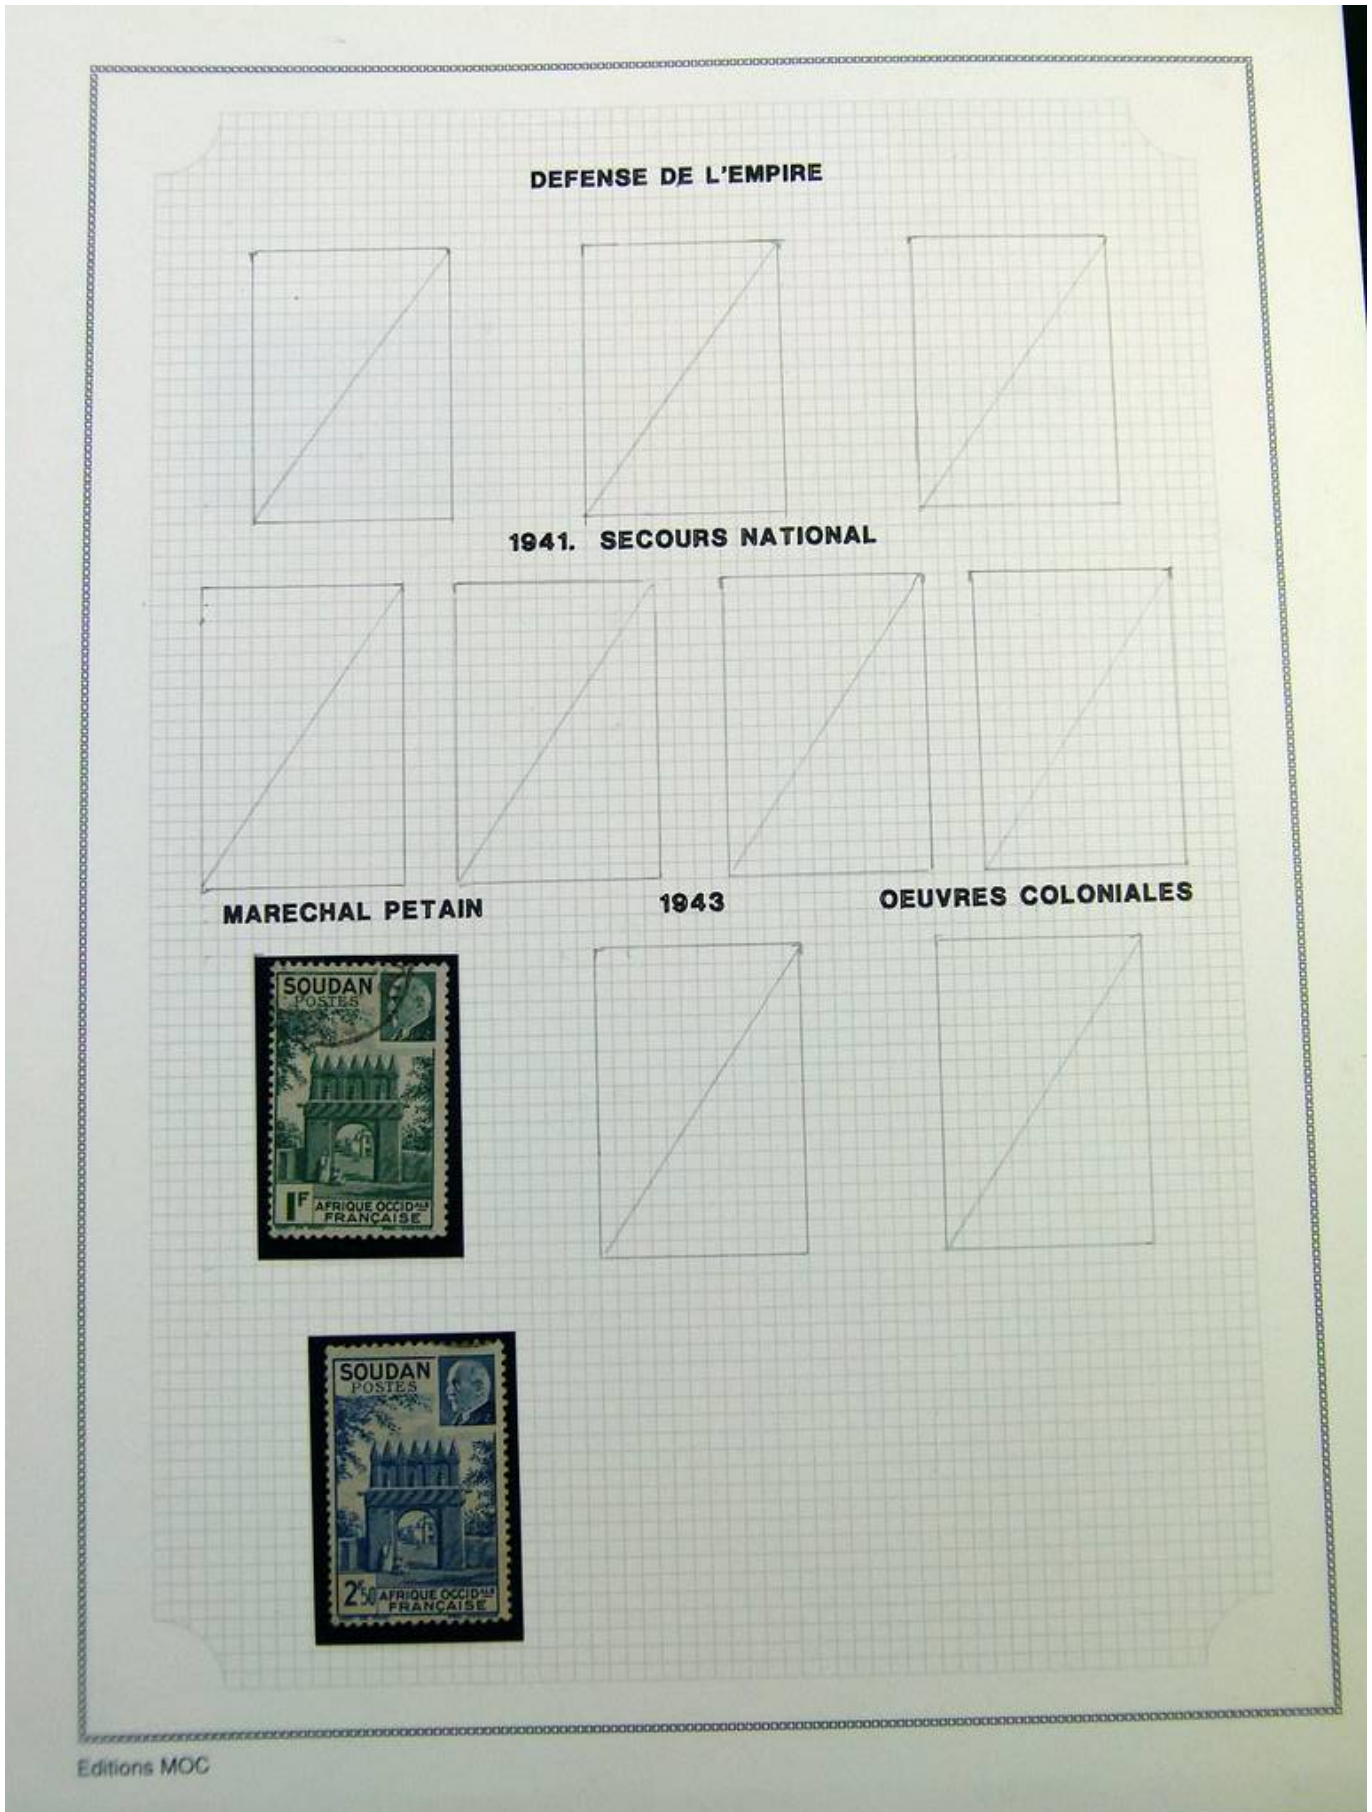 DEFENSE DE L'EMPIRE
1941. SECOURS NATIONAL
MARECHAL PETAIN 1943 OEUVRES COLONIALES
SOUDAN
POSTES
1F AFRIQUE OCCIDALE
FRANÇAISE
SOUDAN
POSTES
2F50 AFRIQUE OCCIDALE
FRANÇAISE
Editions MOC